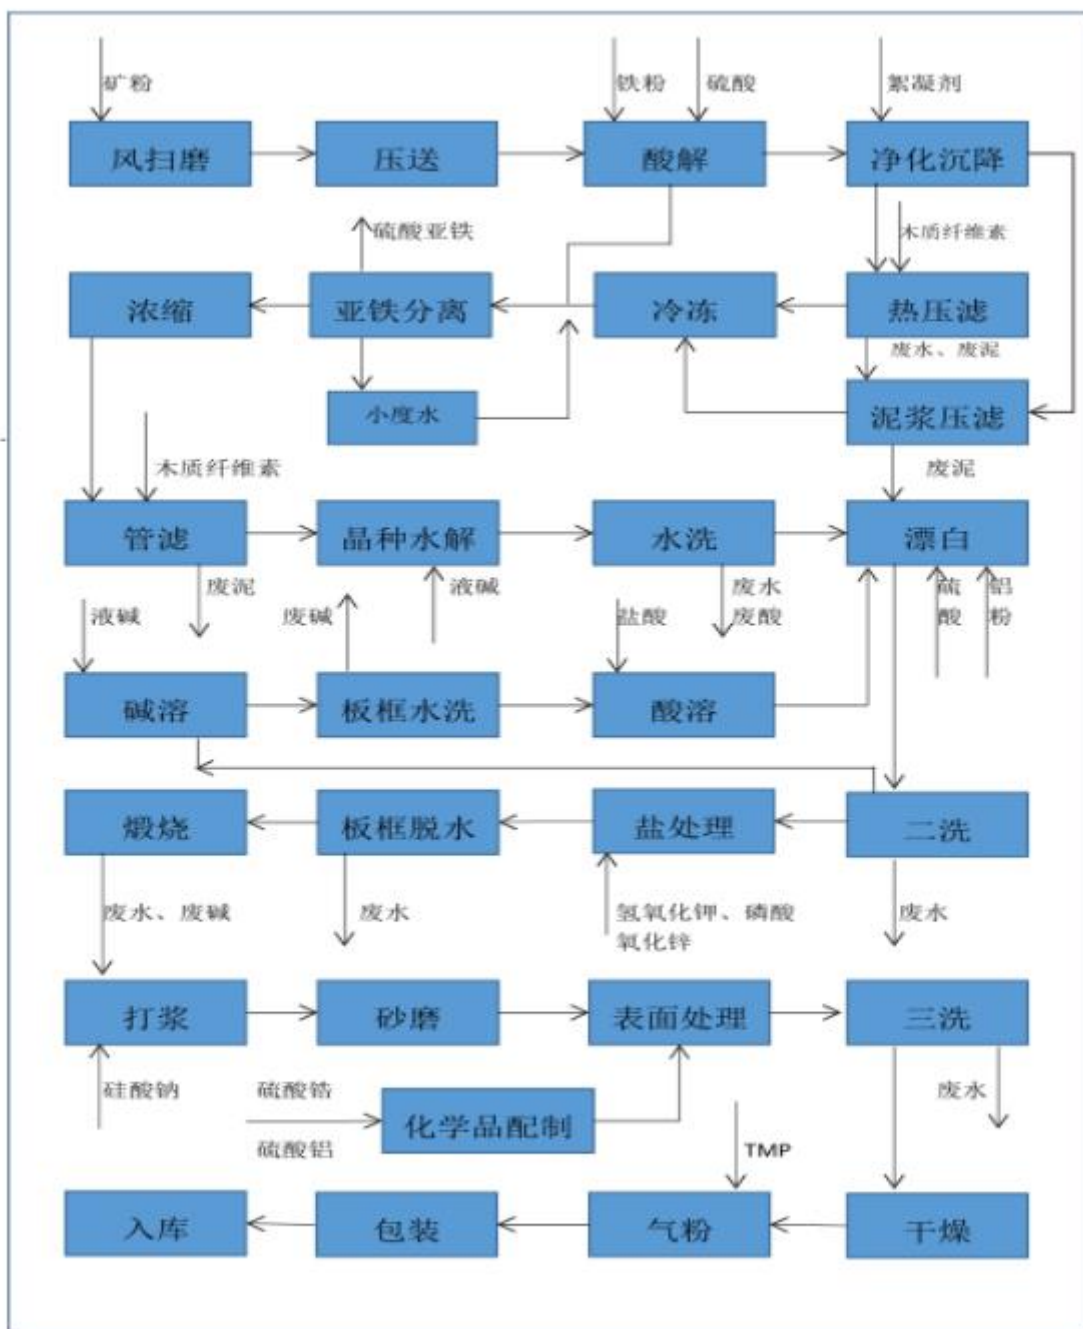 矿粉
铁粉
硫酸
絮凝剂
风扫磨
压送
酸解
净化沉降
硫酸亚铁
木质纤维素
浓缩
亚铁分离
冷冻
热压滤
废水、废泥
小度水
泥浆压滤
木质纤维素
废泥
管滤
晶种水解
水洗
漂白
废泥
液碱
废水
废酸
硫酸
铝粉
液碱
废碱
盐酸
碱溶
板框水洗
酸溶
煅烧
板框脱水
盐处理
二洗
废水、废碱
废水
氢氧化钾、磷酸
氧化锌
废水
打浆
砂磨
表面处理
三洗
硅酸钠
硫酸锆
硫酸铝
化学品配制
废水
TMP
入库
包装
气粉
干燥